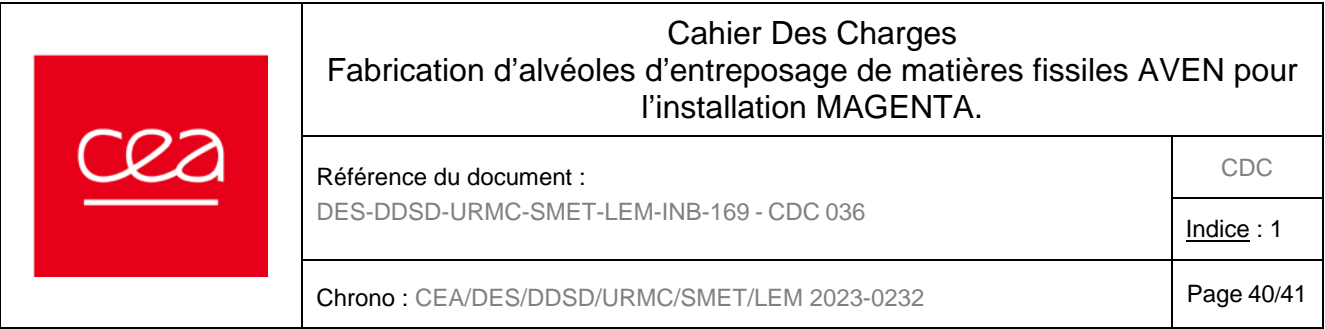 cea
Cahier Des Charges
Fabrication d'alvéoles d'entreposage de matières fissiles AVEN pour
l'installation MAGENTA.
Référence du document :
DES-DDSD-URMC-SMET-LEM-INB-169 - CDC 036
CDC
Indice : 1
Chrono : CEA/DES/DDSD/URMC/SMET/LEM 2023-0232
Page 40/41